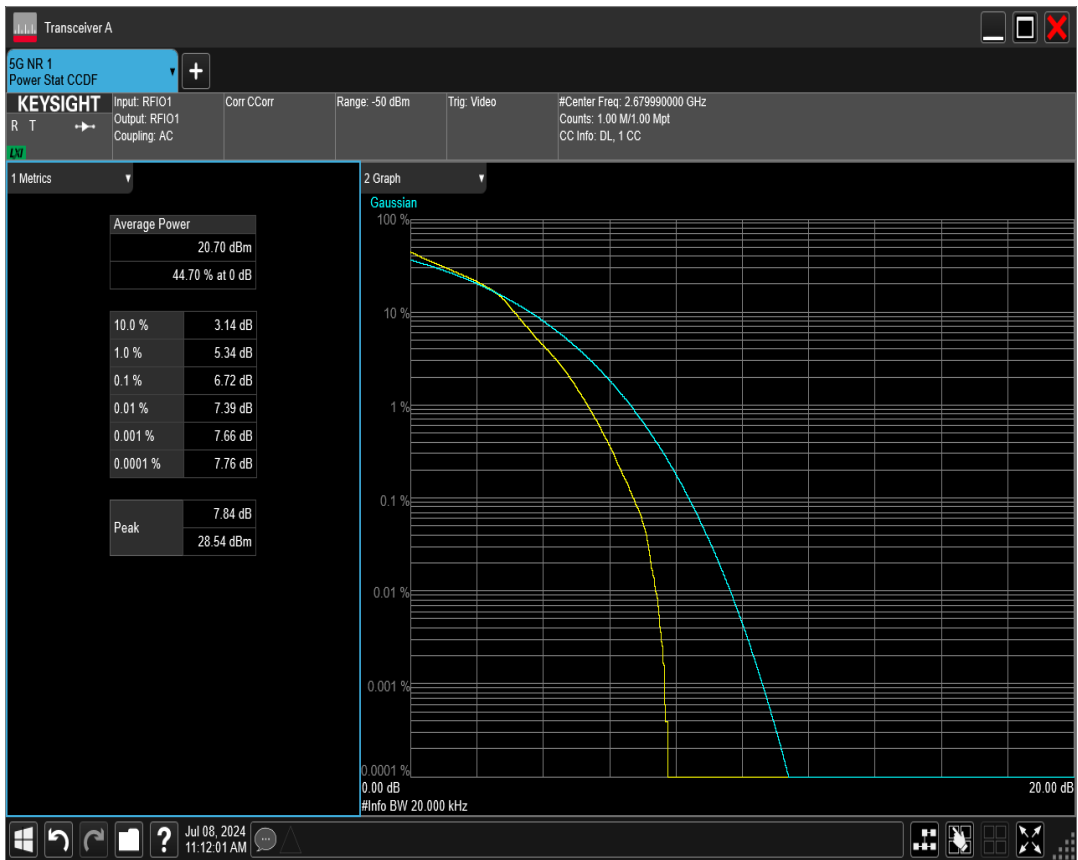 Transceiver A
5G NR 1
Power Stat CCDF
+
KEYSIGHT
R T
LXI
Input: RFIO1
Output: RFIO1
Coupling: AC
Corr CCorr
Range: -50 dBm
Trig: Video
#Center Freq: 2.679990000 GHz
Counts: 1.00 M/1.00 Mpt
CC Info: DL, 1 CC
1 Metrics
Average Power
20.70 dBm
44.70 % at 0 dB
10.0 % 3.14 dB
1.0 % 5.34 dB
0.1 % 6.72 dB
0.01 % 7.39 dB
0.001 % 7.66 dB
0.0001 % 7.76 dB
Peak 7.84 dB
28.54 dBm
2 Graph
Gaussian
100 %
10 %
1 %
0.1 %
0.01 %
0.001 %
0.0001 %
0.00 dB 20.00 dB
#Info BW 20.000 kHz
?
Jul 08, 2024
11:12:01 AM